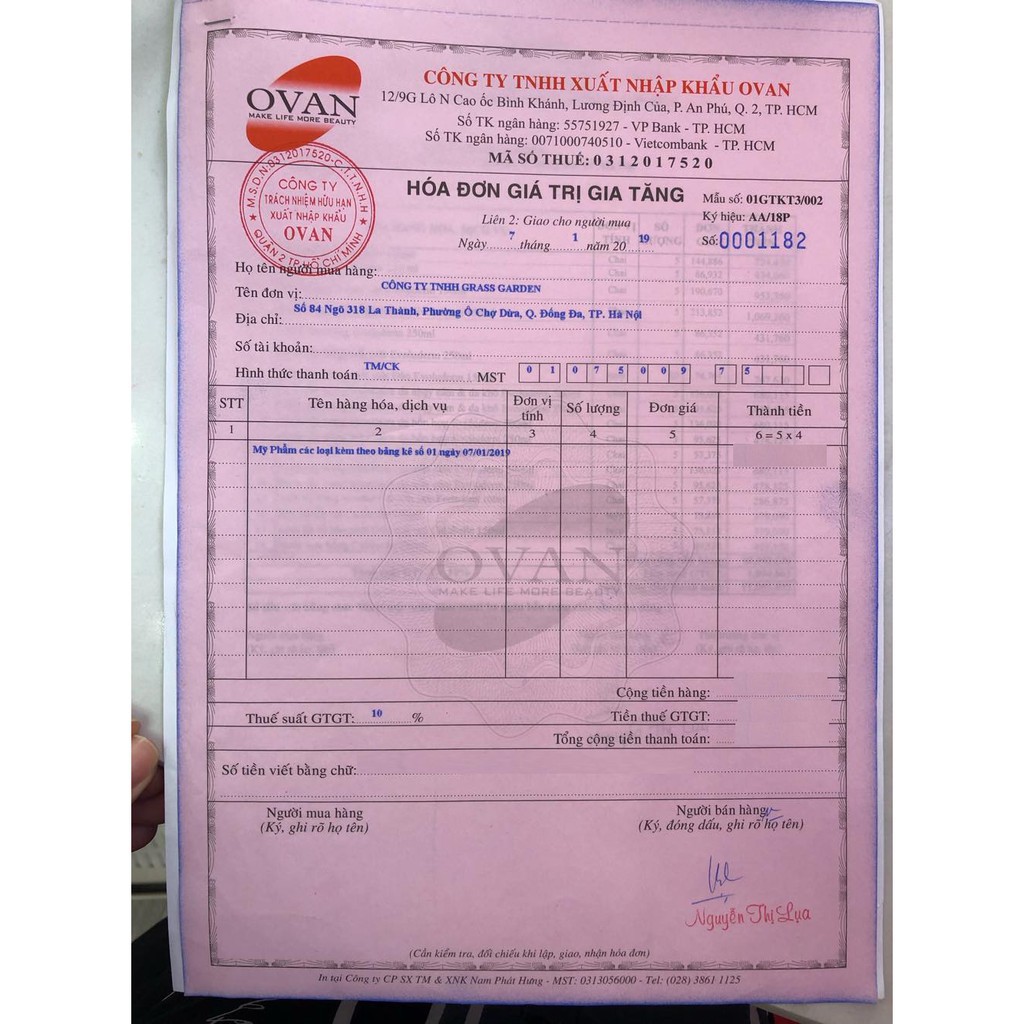 OVAN
MAKE LIFE MORE BEAUTY
CÔNG TY TNHH XUẤT NHẬP KHẨU OVAN
12/9G Lô N Cao ốc Bình Khánh, Lương Định Của, P. An Phú, Q. 2, TP. HCM
Số TK ngân hàng: 55751927 - VP Bank - TP. HCM
Số TK ngân hàng: 0071000740510 - Vietcombank - TP. HCM
MÃ SỐ THUẾ: 0312017520
M.S.D.N:0312017520-C.T.T.N.H.H
CÔNG TY
TRÁCH NHIỆM HỮU HẠN
XUẤT NHẬP KHẨU
OVAN
QUẬN 2 TP. HỒ CHÍ MINH
HÓA ĐƠN GIÁ TRỊ GIA TĂNG
Liên 2: Giao cho người mua
Ngày 7 tháng 1 năm 20 19
Mẫu số: 01GTKT3/002
Ký hiệu: AA/18P
Số: 0001182
Họ tên người mua hàng:
Tên đơn vị: CÔNG TY TNHH GRASS GARDEN
Địa chỉ: Số 84 Ngõ 318 La Thành, Phường Ô Chợ Dừa, Q. Đống Đa, TP. Hà Nội
Số tài khoản:
Hình thức thanh toán TM/CK MST 0 1 0 7 5 0 0 9 7 5
STT Tên hàng hóa, dịch vụ Đơn vị tính Số lượng Đơn giá Thành tiền
1 2 3 4 5 6 = 5 x 4
Mỹ Phẩm các loại kèm theo bảng kê số 01 ngày 07/01/2019
OVAN
MAKE LIFE MORE BEAUTY
Cộng tiền hàng:
Thuế suất GTGT: 10 % Tiền thuế GTGT:
Tổng cộng tiền thanh toán:
Số tiền viết bằng chữ:
Người mua hàng Người bán hàng
(Ký, ghi rõ họ tên) (Ký, đóng dấu, ghi rõ họ tên)
Nguyễn Thị Lụa
(Cần kiểm tra, đối chiếu khi lập, giao, nhận hóa đơn)
In tại Công ty CP SX TM & XNK Nam Phát Hưng - MST: 0313056000 - Tel: (028) 3861 1125